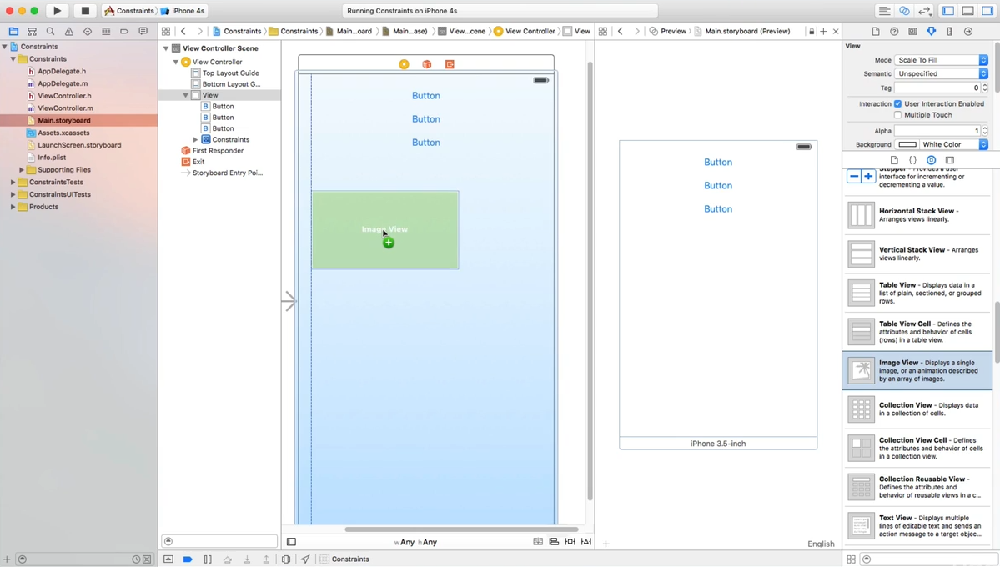 Constraints
iPhone 4s
Running Constraints on iPhone 4s
Constraints
Constraints
Main....oard
Main...ase)
View...cene
View Controller
View
Preview
Main.storyboard (Preview)
Constraints
Constraints
AppDelegate.h
AppDelegate.m
ViewController.h
ViewController.m
Main.storyboard
Assets.xcassets
LaunchScreen.storyboard
Info.plist
Supporting Files
ConstraintsTests
ConstraintsUITests
Products
View Controller Scene
View Controller
Top Layout Guide
Bottom Layout G...
View
Button
Button
Button
Constraints
First Responder
Exit
Storyboard Entry Poi...
Button
Button
Button
Image View
wAny hAny
Constraints
Button
Button
Button
iPhone 3.5-inch
English
View
Mode Scale To Fill
Semantic Unspecified
Tag 0
Interaction User Interaction Enabled
Multiple Touch
Alpha 1
Background White Color
Stepper - Provides a user
interface for incrementing or
decrementing a value.
Horizontal Stack View -
Arranges views linearly.
Vertical Stack View - Arranges
views linearly.
Table View - Displays data in a
list of plain, sectioned, or grouped
rows.
Table View Cell - Defines the
attributes and behavior of cells
(rows) in a table view.
Image View - Displays a single
image, or an animation described
by an array of images.
Collection View - Displays data
in a collection of cells.
Collection View Cell - Defines
the attributes and behavior of cells
in a collection view.
Collection Reusable View -
Defines the attributes and
behavior of reusable views in a c...
Text View - Displays multiple
lines of editable text and sends an
action message to a target objec...